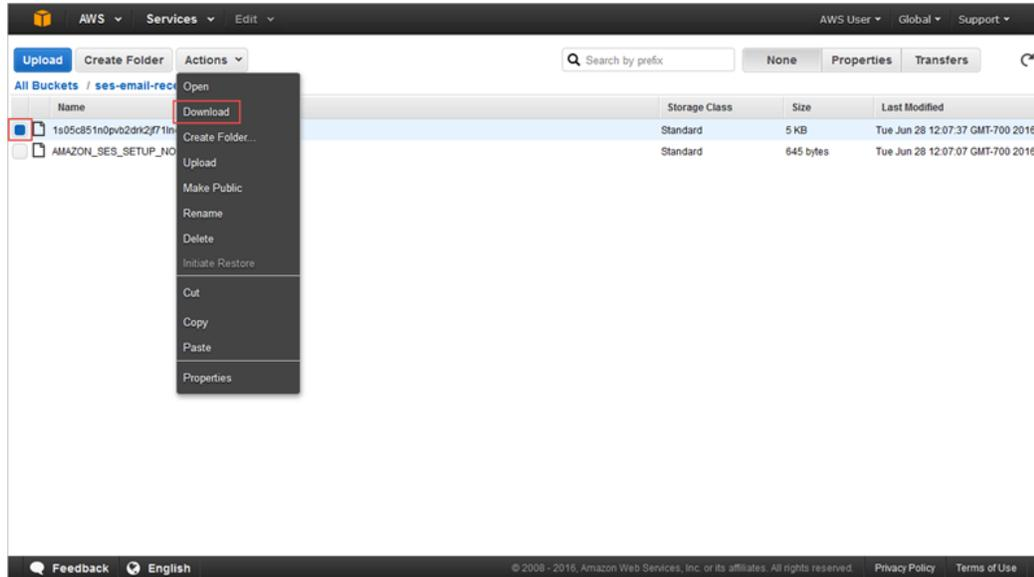 AWS Services Edit AWS User Global Support
Upload Create Folder Actions Search by prefix None Properties Transfers
All Buckets / ses-email-rece
Open
Name Storage Class Size Last Modified
Download
1s05c851n0pvb2drk2jf71In Standard 5 KB Tue Jun 28 12:07:37 GMT-700 2016
Create Folder...
AMAZON_SES_SETUP_NO Standard 645 bytes Tue Jun 28 12:07:07 GMT-700 2016
Upload
Make Public
Rename
Delete
Initiate Restore
Cut
Copy
Paste
Properties
Feedback English © 2008 - 2016, Amazon Web Services, Inc. or its affiliates. All rights reserved. Privacy Policy Terms of Use